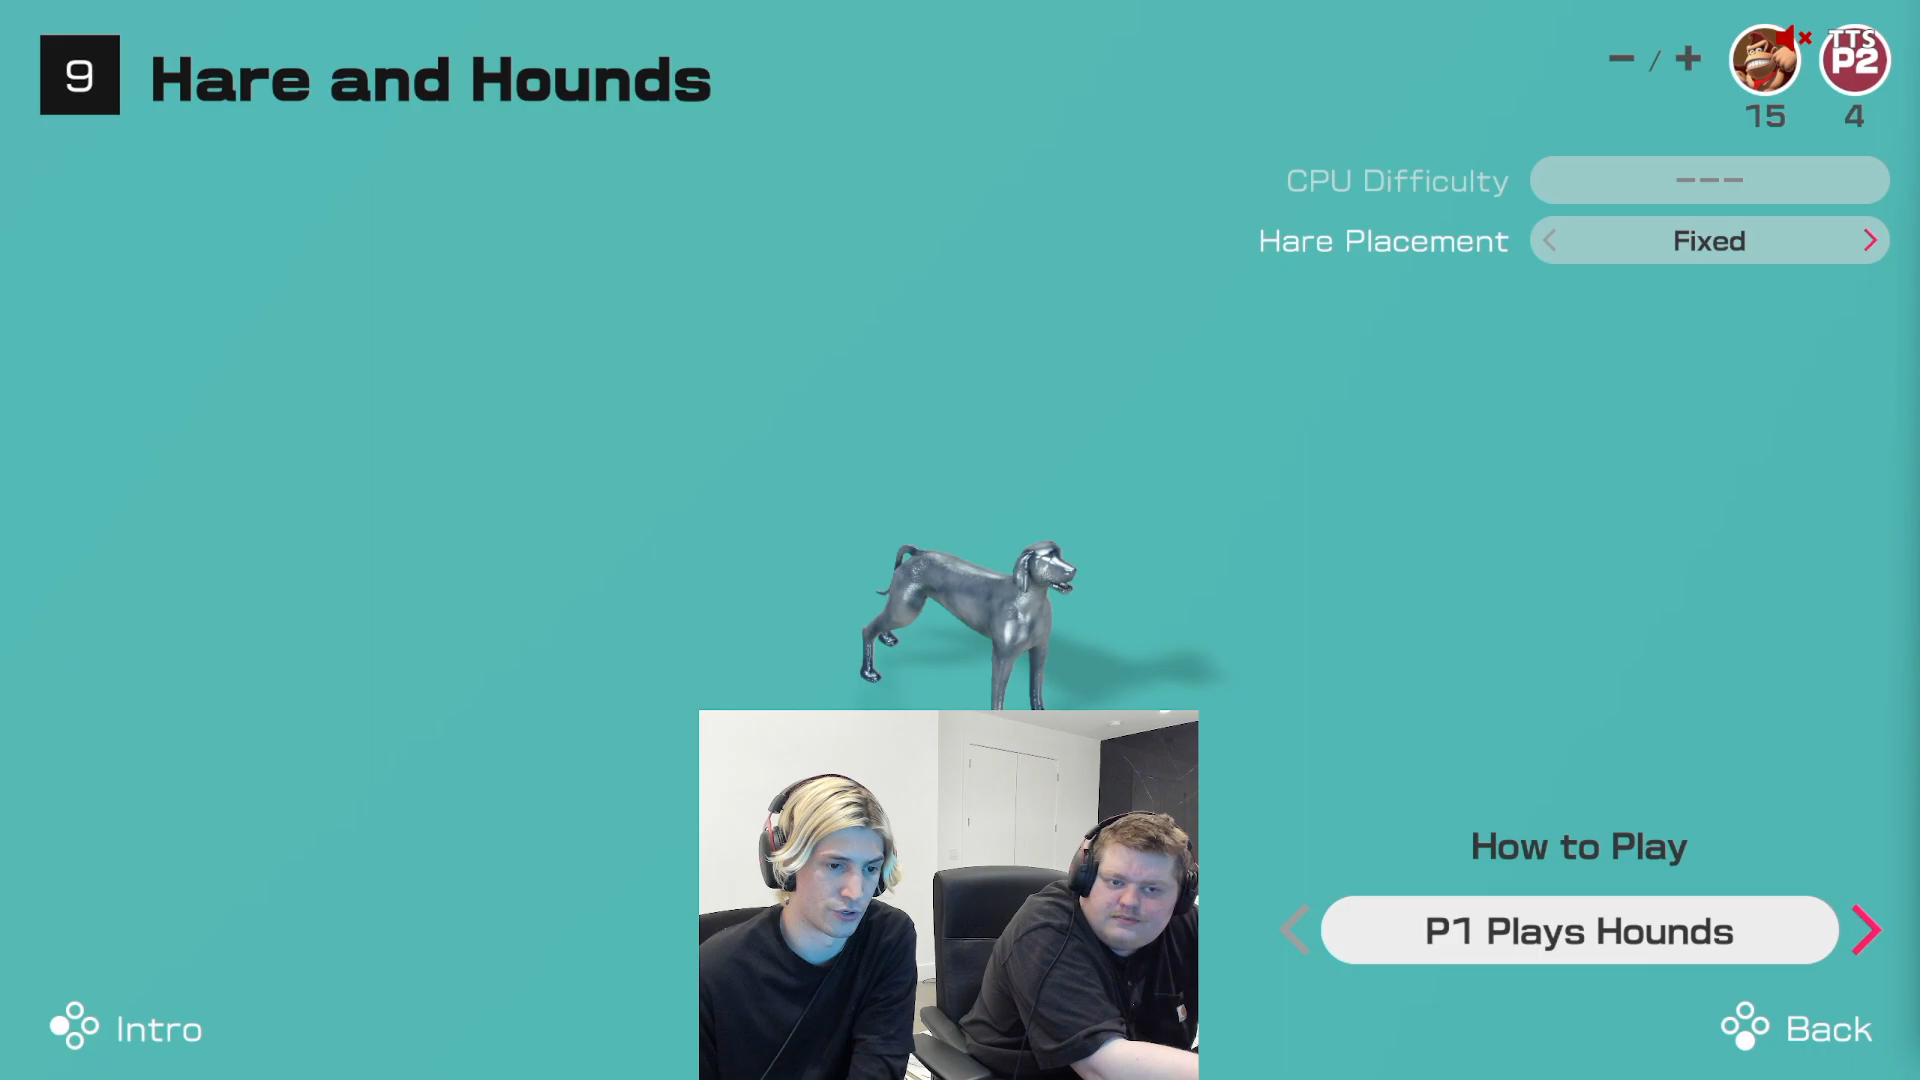 9
Hare and Hounds
- / +
TTS
P2
15
4
CPU Difficulty
---
Hare Placement
Fixed
How to Play
P1 Plays Hounds
Intro
Back